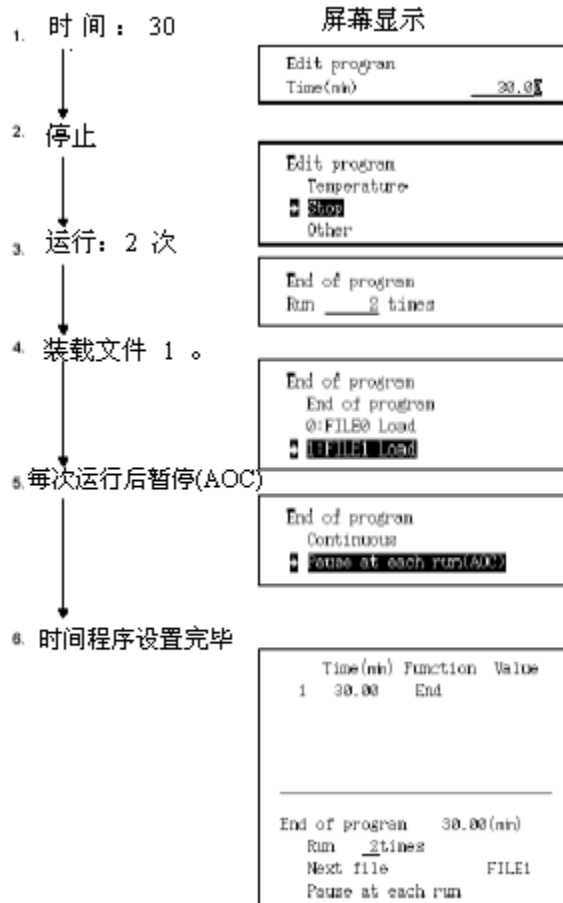 屏幕显示
1. 时 间： 30
Edit program
Time(min) 30.0
2. 停止
Edit program
Temperature
Stop
Other
3. 运行：2 次
End of program
Run 2 times
4. 装载文件 1 。
End of program
End of program
0:FILE0 Load
1:FILE1 Load
5. 每次运行后暂停(AOC)
End of program
Continuous
Pause at each run(AOC)
6. 时间程序设置完毕
Time(min) Function Value
1 30.00 End
End of program 30.00(min)
Run 2times
Next file FILE1
Pause at each run